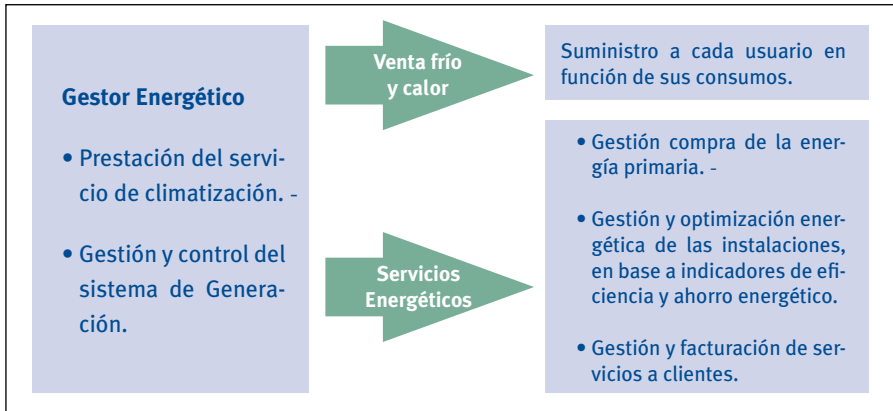 Gestor Energético
• Prestación del servi-
cio de climatización. -
• Gestión y control del
sistema de Genera-
ción.
Venta frío
y calor
Suministro a cada usuario en
función de sus consumos.
Servicios
Energéticos
• Gestión compra de la ener-
gía primaria. -
• Gestión y optimización ener-
gética de las instalaciones,
en base a indicadores de efi-
ciencia y ahorro energético.
• Gestión y facturación de ser-
vicios a clientes.